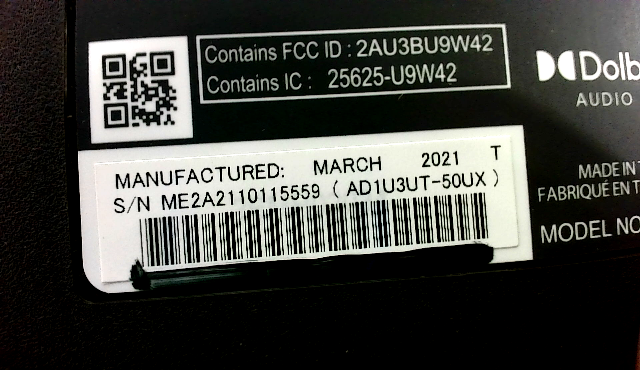 Contains FCC ID : 2AU3BU9W42
Contains IC : 25625-U9W42
AUDIO
MANUFACTURED: MARCH 2021 T
S/N ME2A2110115559 ( AD1U3UT-50UX )
MADE IN
FABRIQUÉ EN
MODEL NO